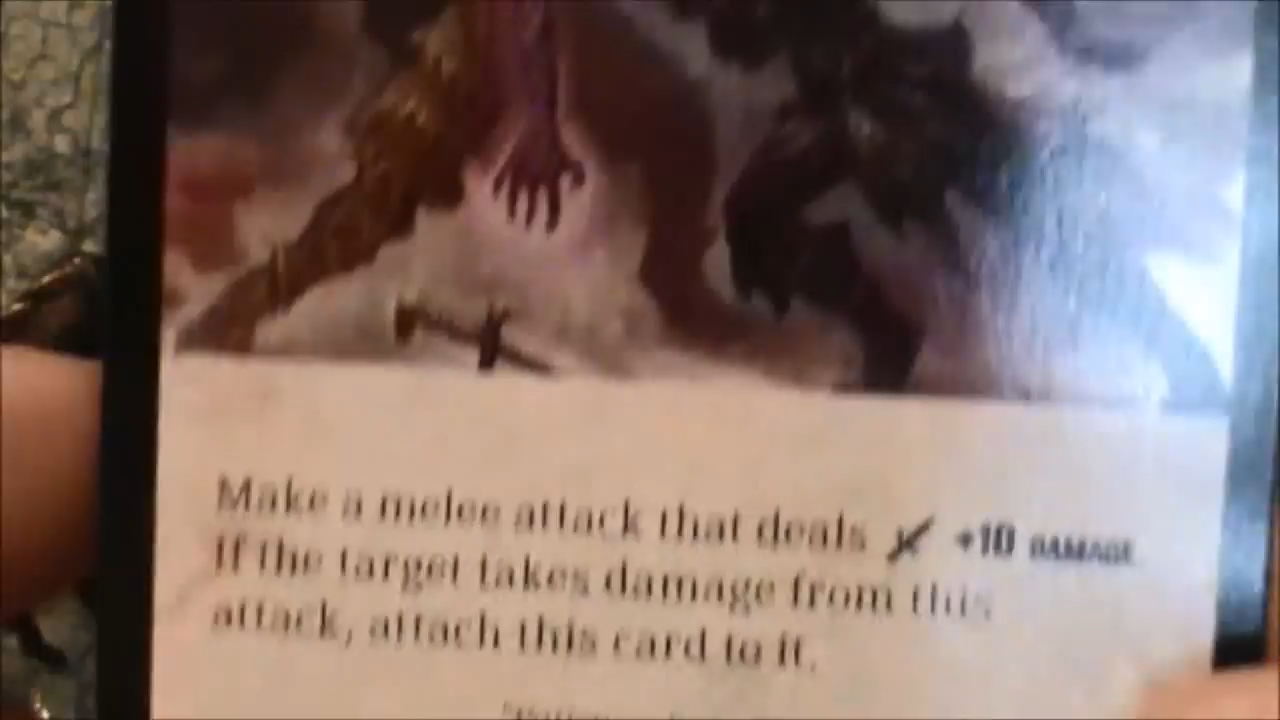 Make a melee attack that deals +10 DAMAGE
If the target takes damage from this
attack, attach this card to it.